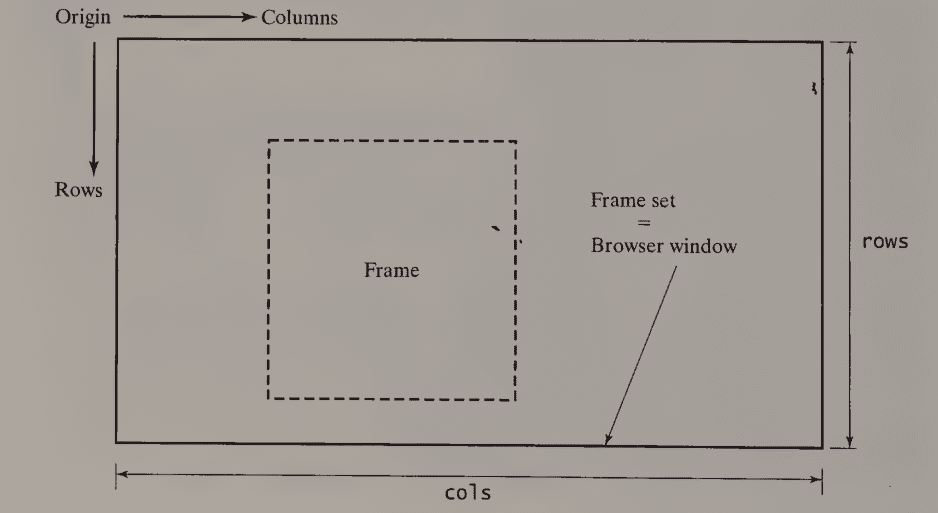 Origin
Columns
Rows
Frame set
=
Browser window
rows
Frame
cols